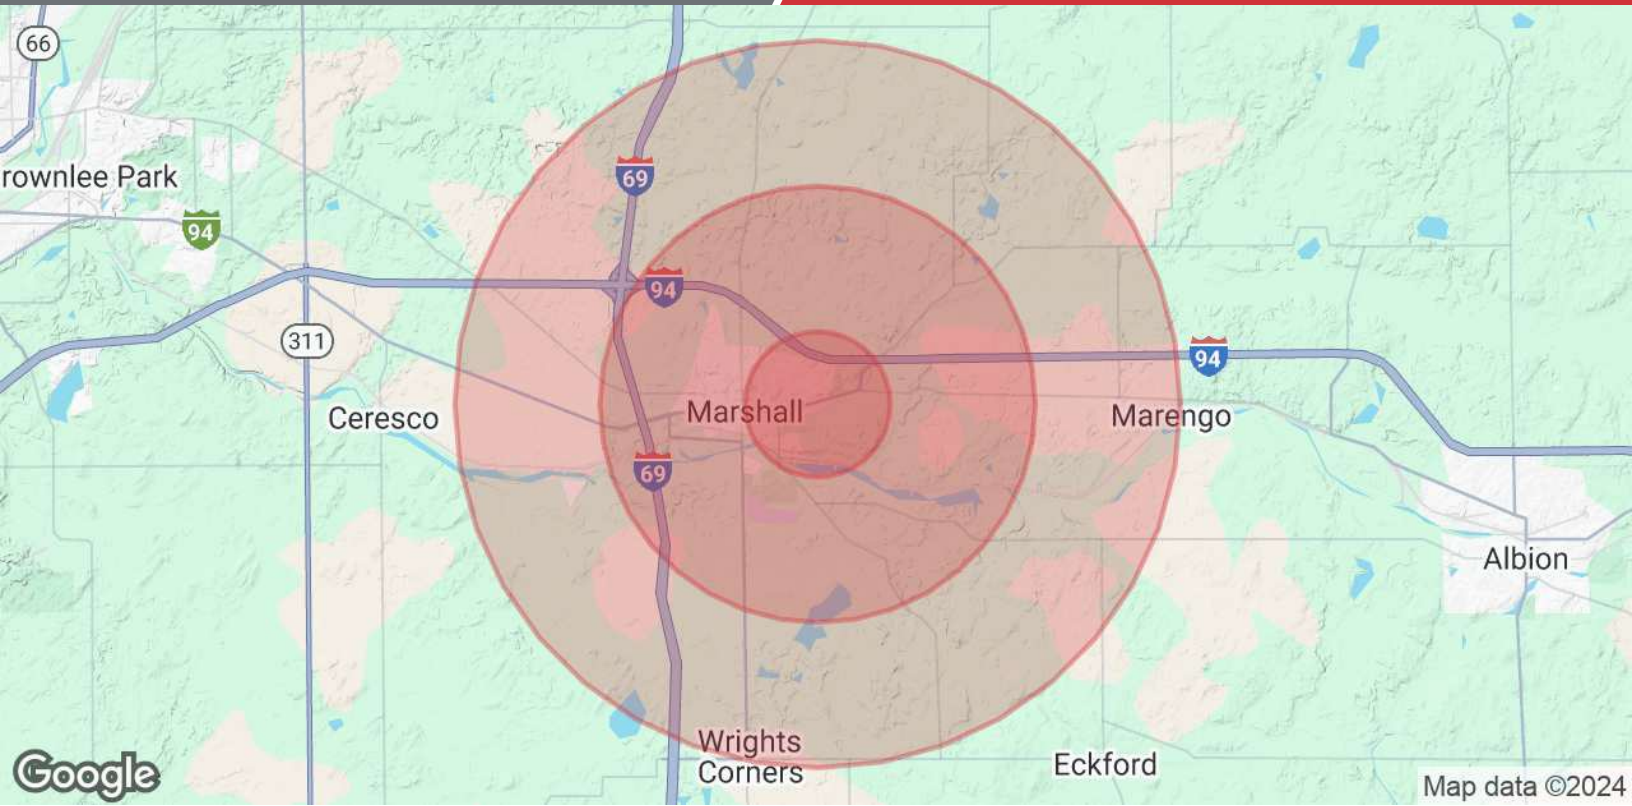 66
69
rownlee Park
94
94
311
94
Marshall
Ceresco
Marengo
69
Albion
Wrights
Corners
Eckford
Google
Map data ©2024